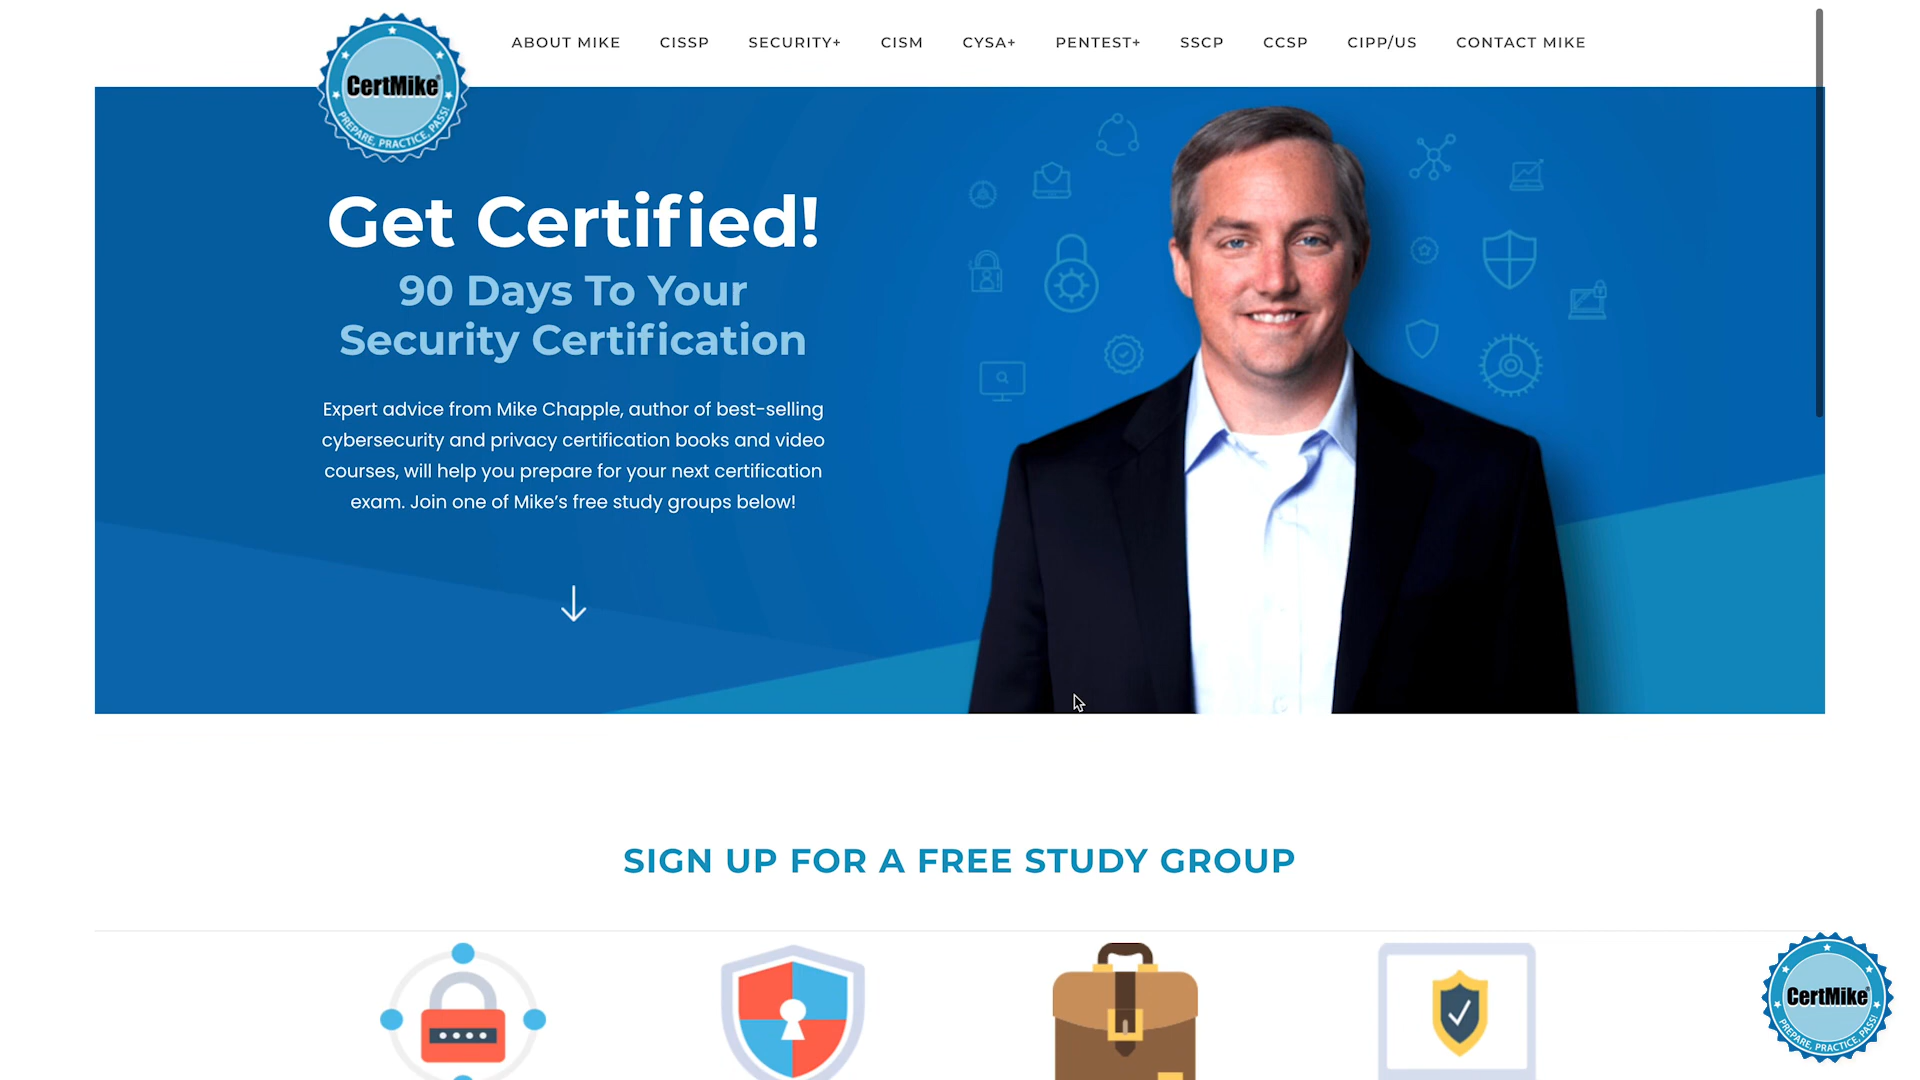 ABOUT MIKE CISSP SECURITY+ CISM CYSA+ PENTEST+ SSCP CCSP CIPP/US CONTACT MIKE
CertMike®
PREPARE, PRACTICE, PASS!
Get Certified!
90 Days To Your
Security Certification
Expert advice from Mike Chapple, author of best-selling
cybersecurity and privacy certification books and video
courses, will help you prepare for your next certification
exam. Join one of Mike’s free study groups below!
SIGN UP FOR A FREE STUDY GROUP
CertMike®
PREPARE, PRACTICE, PASS!